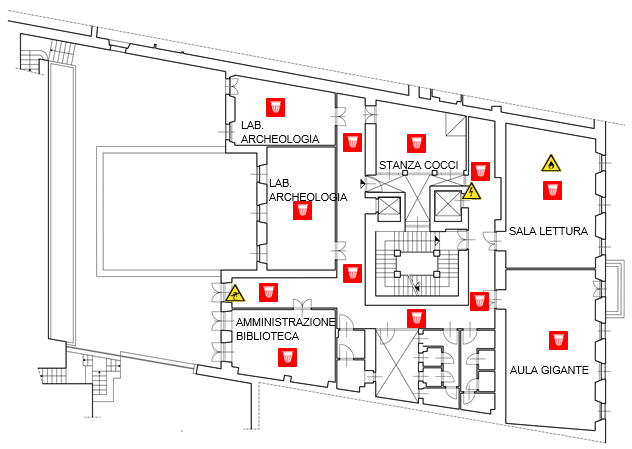 LAB.
ARCHEOLOGIA
STANZA COCCI
LAB.
ARCHEOLOGIA
SALA LETTURA
AMMINISTRAZIONE
BIBLIOTECA
AULA GIGANTE